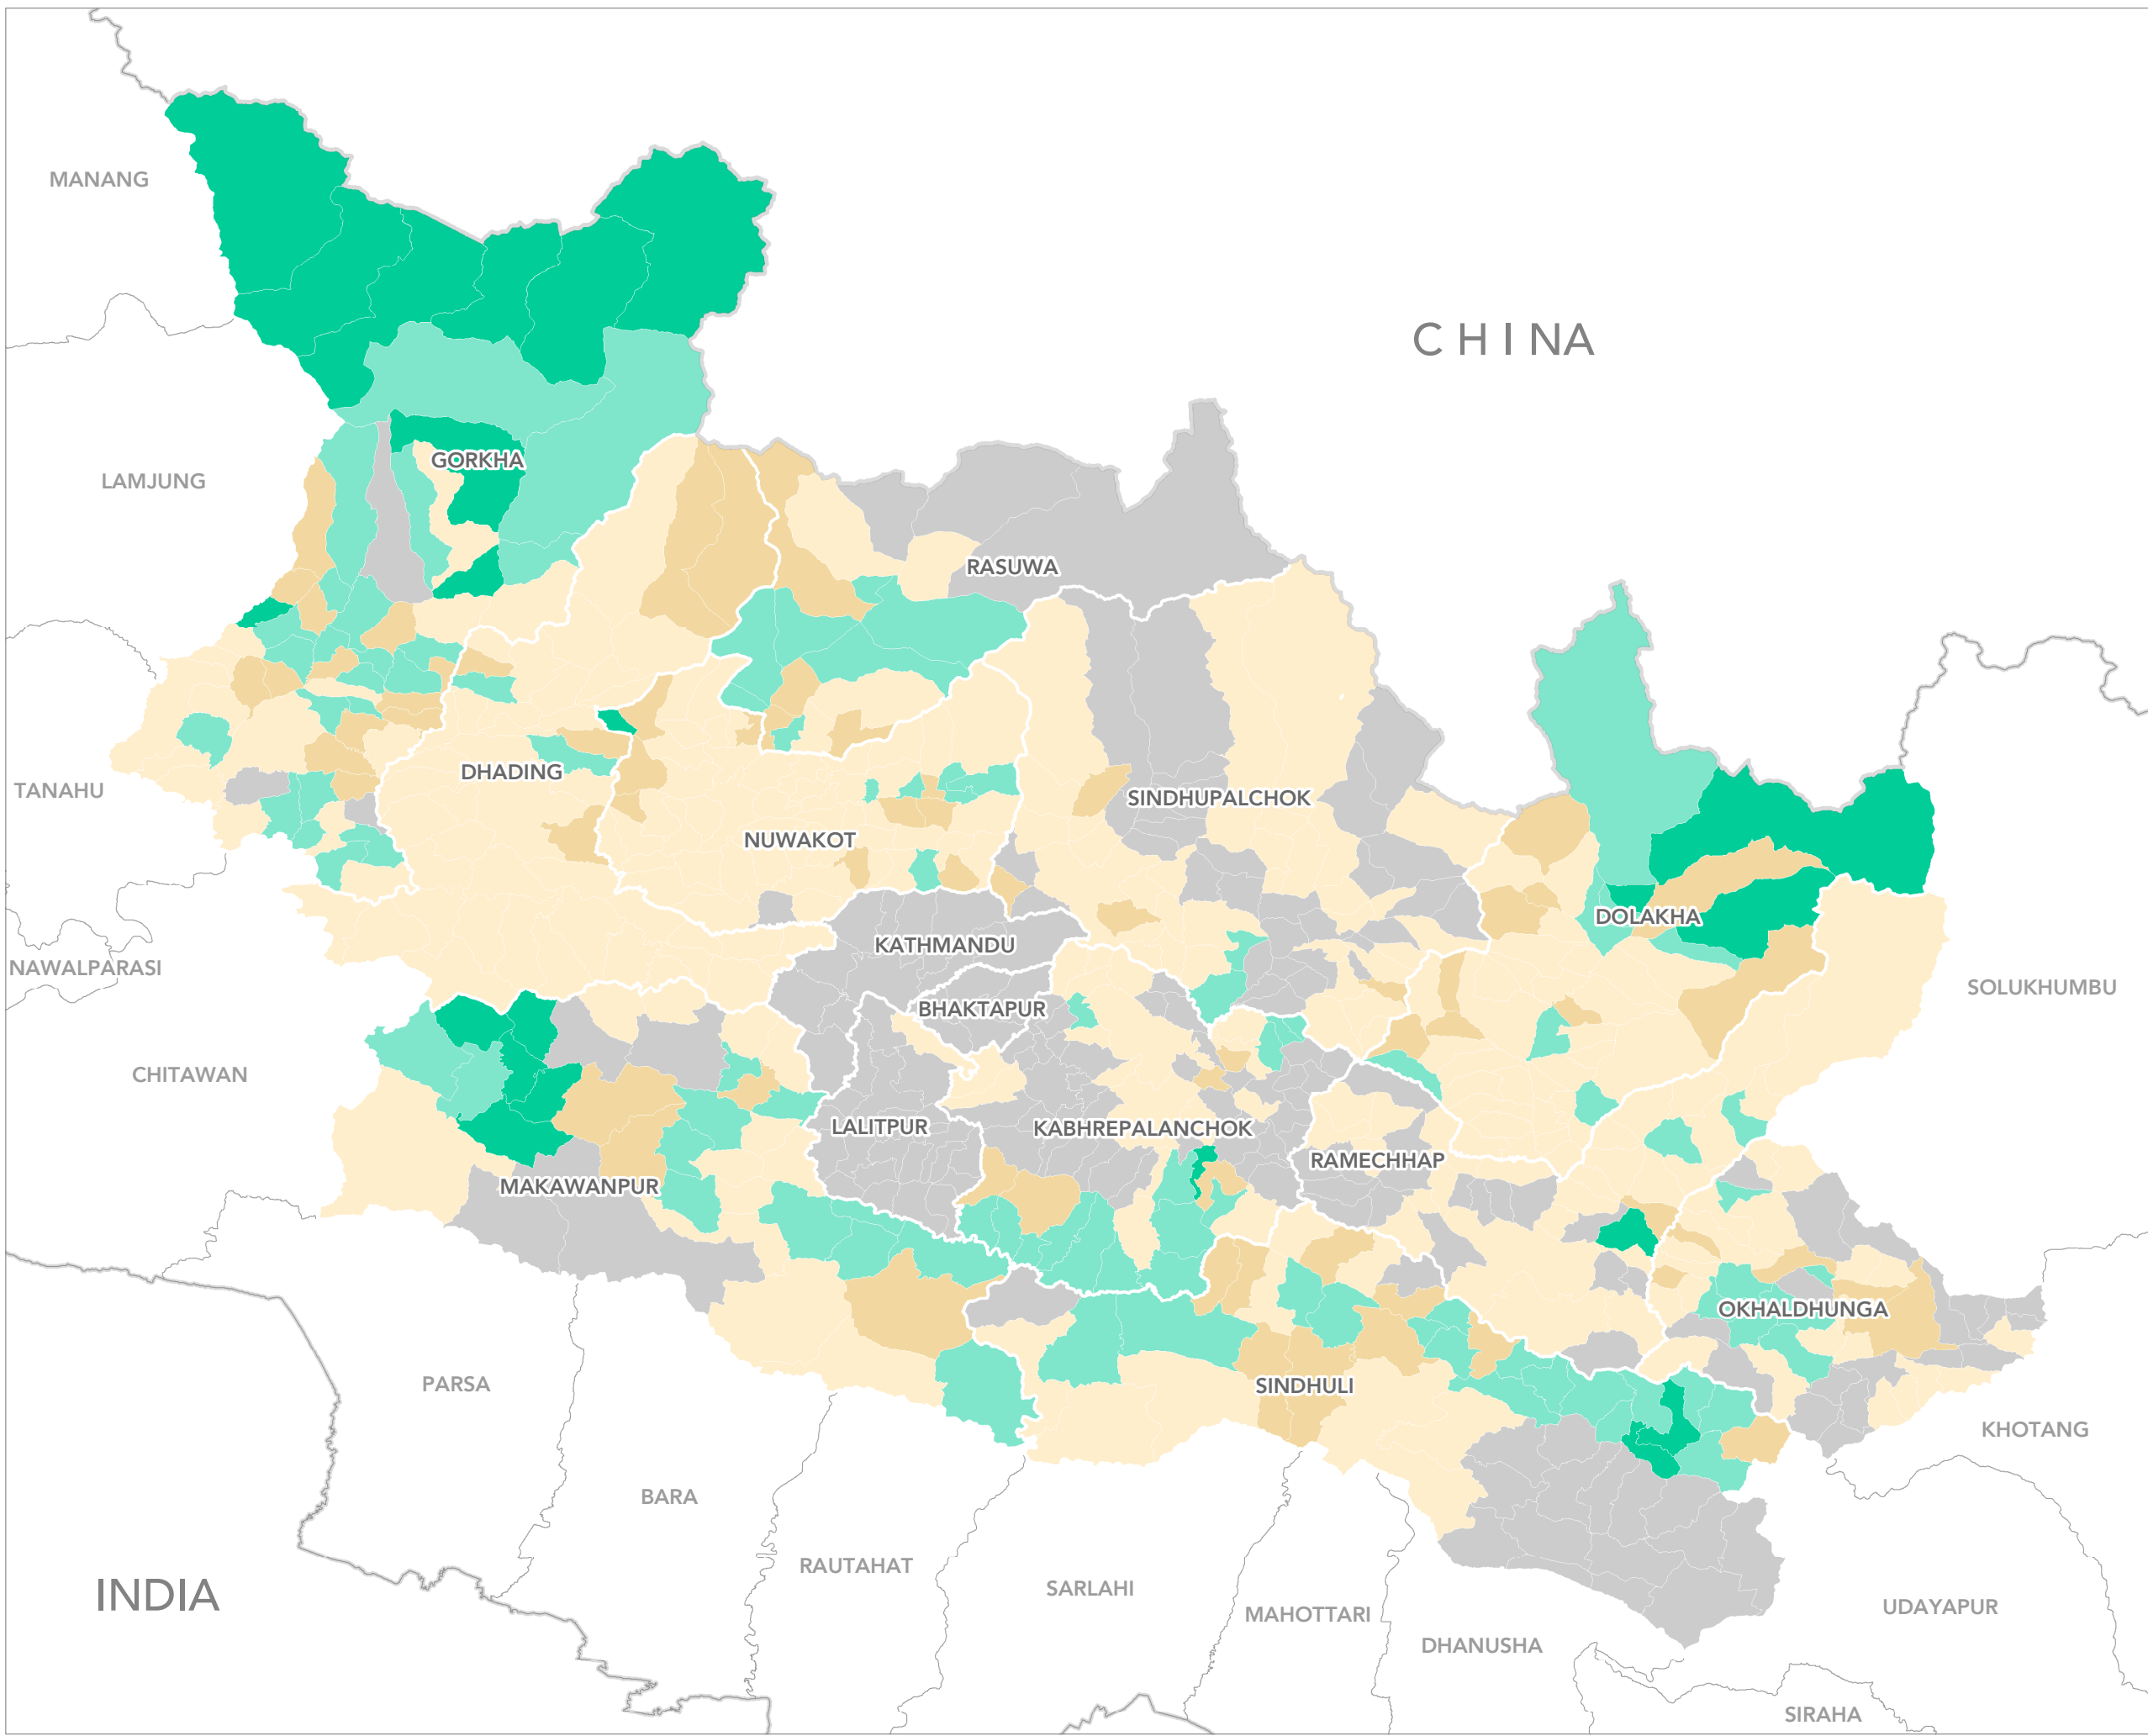 MANANG
C H I NA
GORKHA
LAMJUNG
RASUWA
DHADING
TANAHU
SINDHUPALCHOK
NUWAKOT
DOLAKHA
KATHMANDU
NAWALPARASI
SOLUKHUMBU
BHAKTAPUR
CHITAWAN
LALITPUR
KABHREPALANCHOK
RAMECHHAP
MAKAWANPUR
OKHALDHUNGA
PARSA
SINDHULI
KHOTANG
BARA
RAUTAHAT
SARLAHI
INDIA
UDAYAPUR
MAHOTTARI
DHANUSHA
SIRAHA